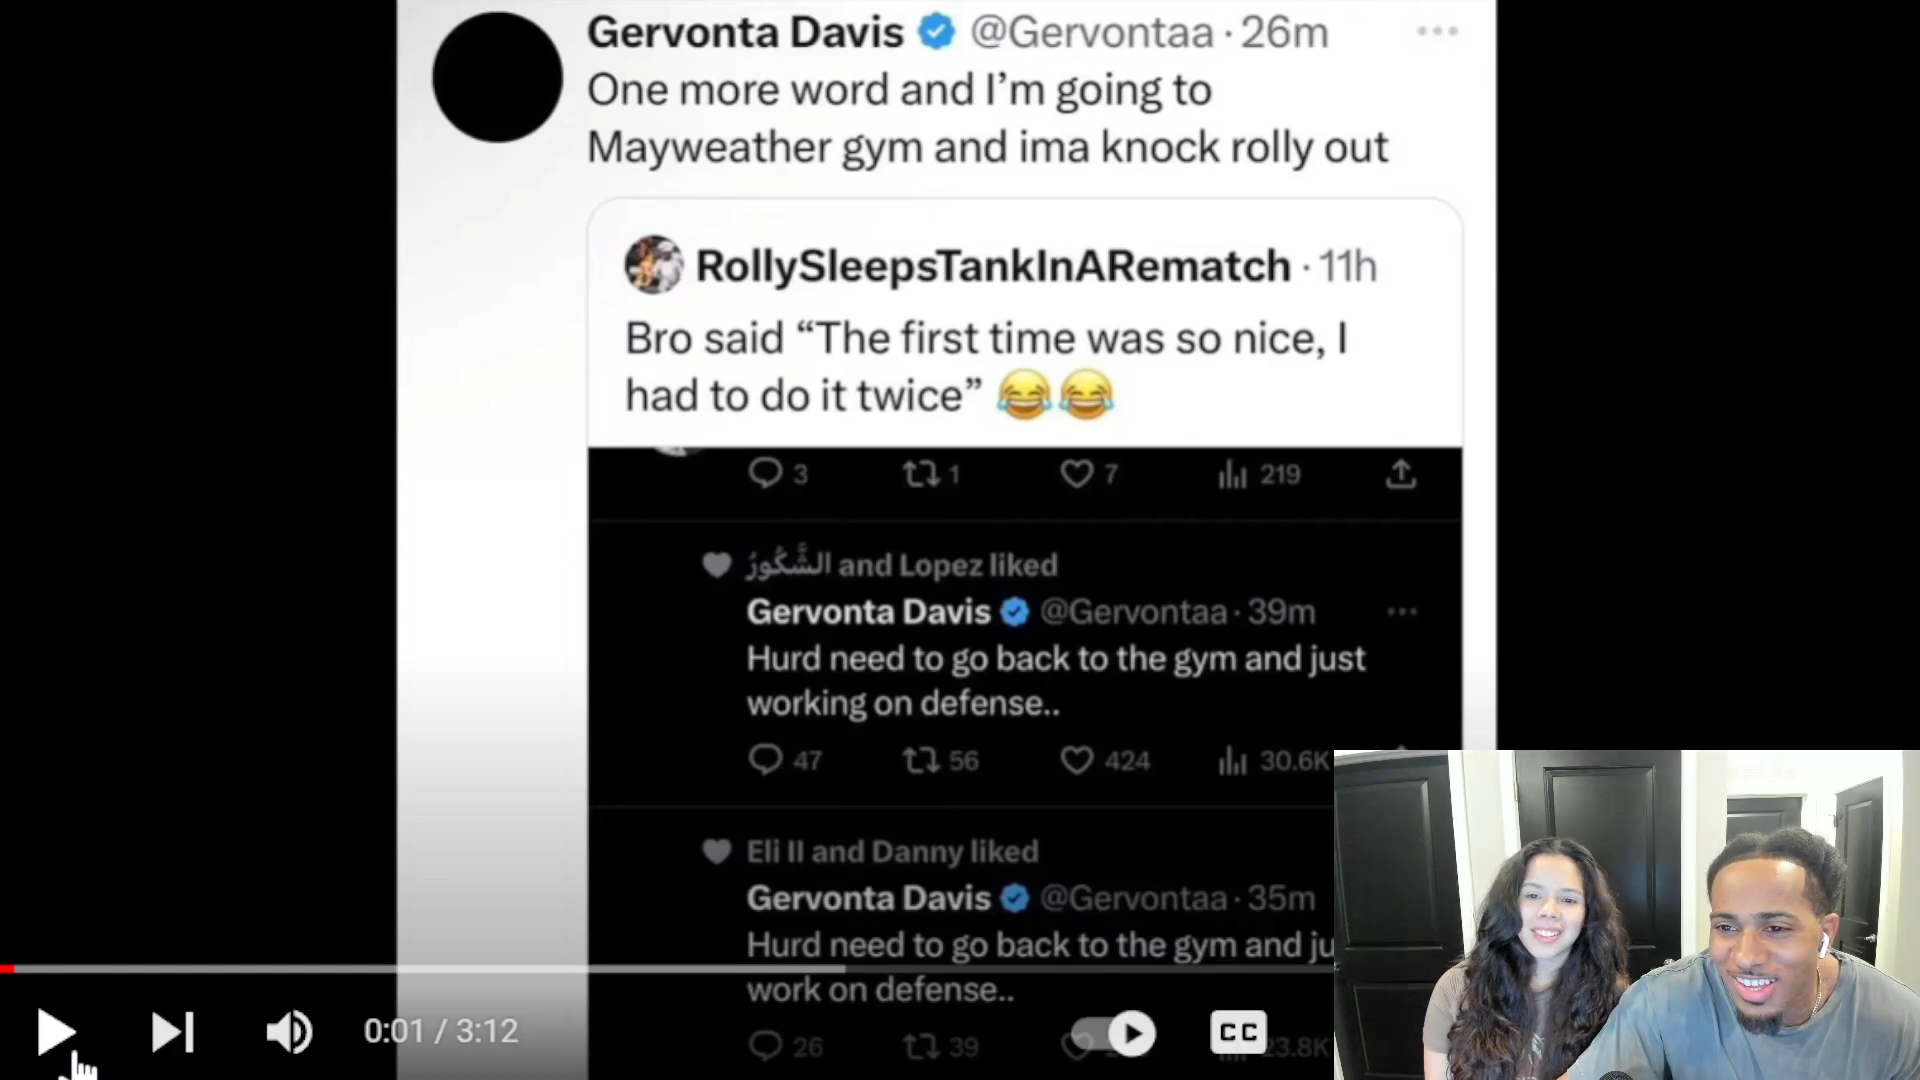 Gervonta Davis @Gervontaa · 26m
One more word and I’m going to
Mayweather gym and ima knock rolly out
RollySleepsTankInARematch · 11h
Bro said “The first time was so nice, I
had to do it twice” 😂😂
3 1 7 219
الشَّكُورُ and Lopez liked
Gervonta Davis @Gervontaa · 39m
Hurd need to go back to the gym and just
working on defense..
47 56 424 30.6K
Eli II and Danny liked
Gervonta Davis @Gervontaa · 35m
Hurd need to go back to the gym and ju
work on defense..
26 39 23.8K
0:01 / 3:12
CC